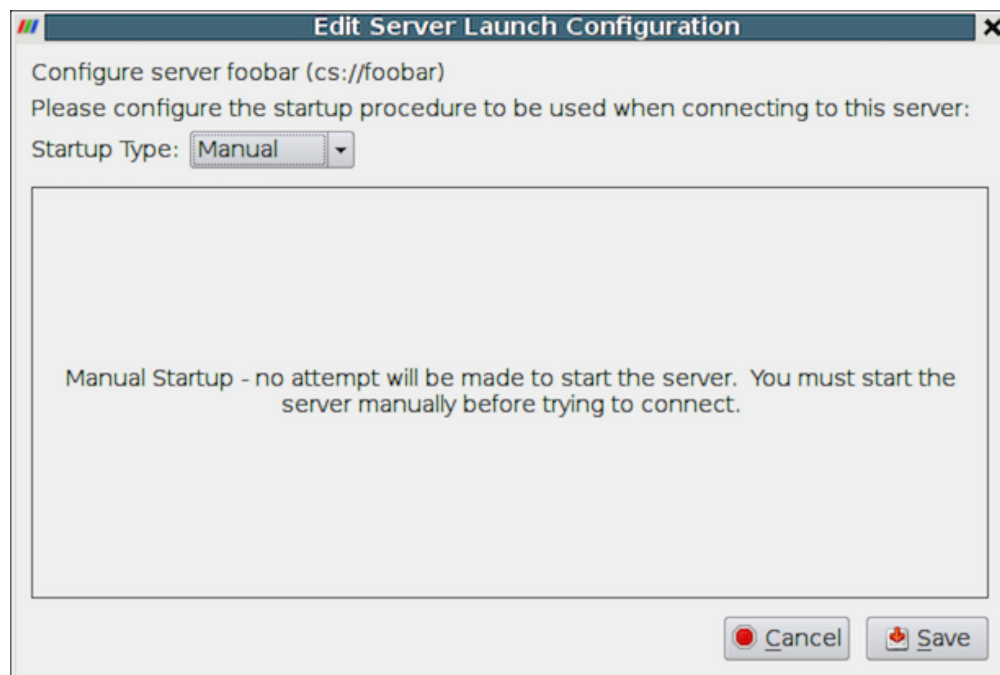 Edit Server Launch Configuration
Configure server foobar (cs://foobar)
Please configure the startup procedure to be used when connecting to this server:
Startup Type: Manual
Manual Startup - no attempt will be made to start the server.  You must start the
server manually before trying to connect.
Cancel Save